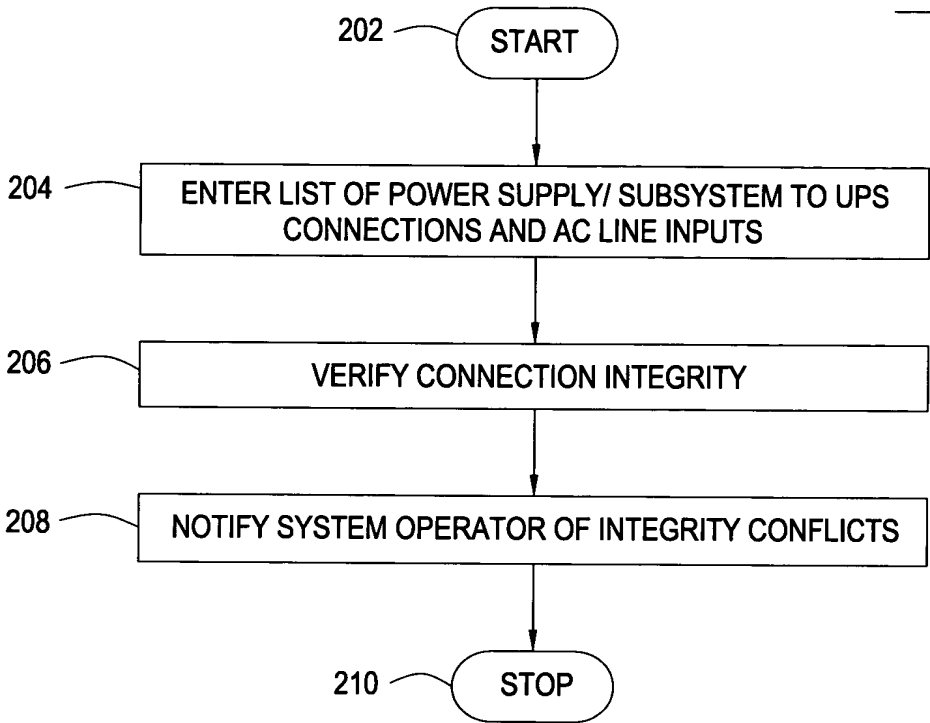 202
START
204
ENTER LIST OF POWER SUPPLY/ SUBSYSTEM TO UPS
CONNECTIONS AND AC LINE INPUTS
206
VERIFY CONNECTION INTEGRITY
208
NOTIFY SYSTEM OPERATOR OF INTEGRITY CONFLICTS
210
STOP